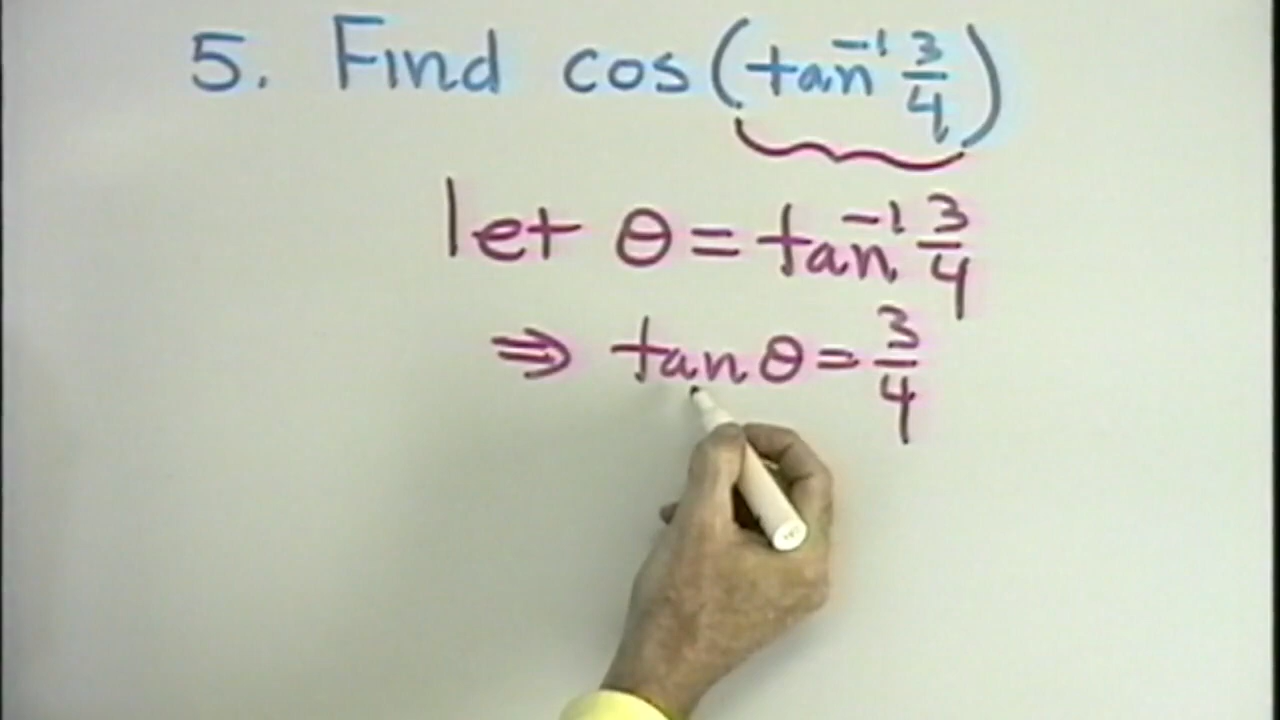 5. Find cos(tan⁻¹ 3/4)
let θ = tan⁻¹ 3/4
⇒ tan θ = 3/4